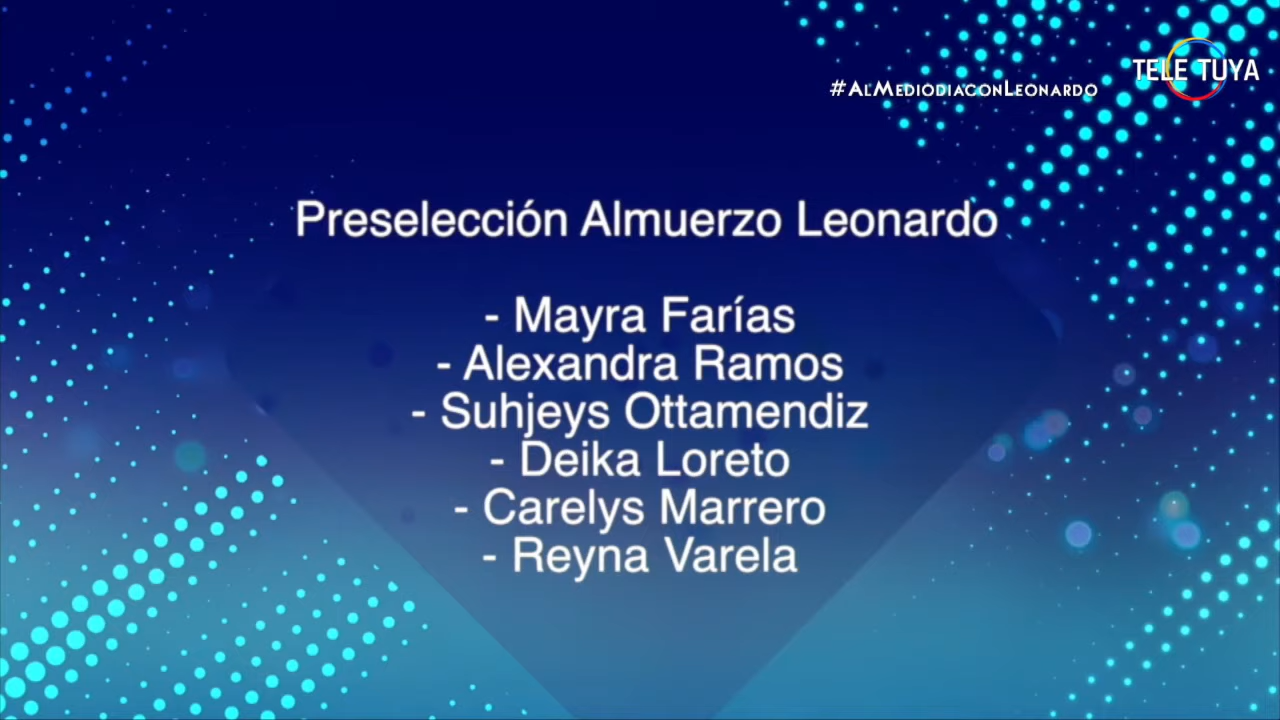 TELE TUYA
#AlMediodiaconLeonardo
Preselección Almuerzo Leonardo
- Mayra Farías
- Alexandra Ramos
- Suhjeys Ottamendiz
- Deika Loreto
- Carelys Marrero
- Reyna Varela